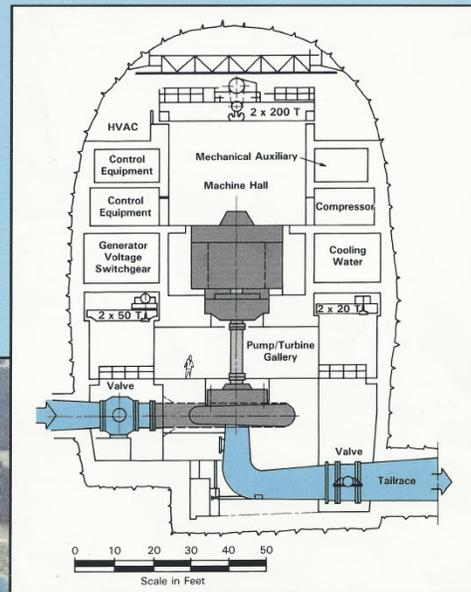 2 x 200 T
HVAC
Control
Equipment
Mechanical Auxiliary
Machine Hall
Control
Equipment
Compressor
Generator
Voltage
Switchgear
Cooling
Water
2 x 50 T
2 x 20 T
Pump/Turbine
Gallery
Valve
Valve
Tailrace
0 10 20 30 40 50
Scale in Feet